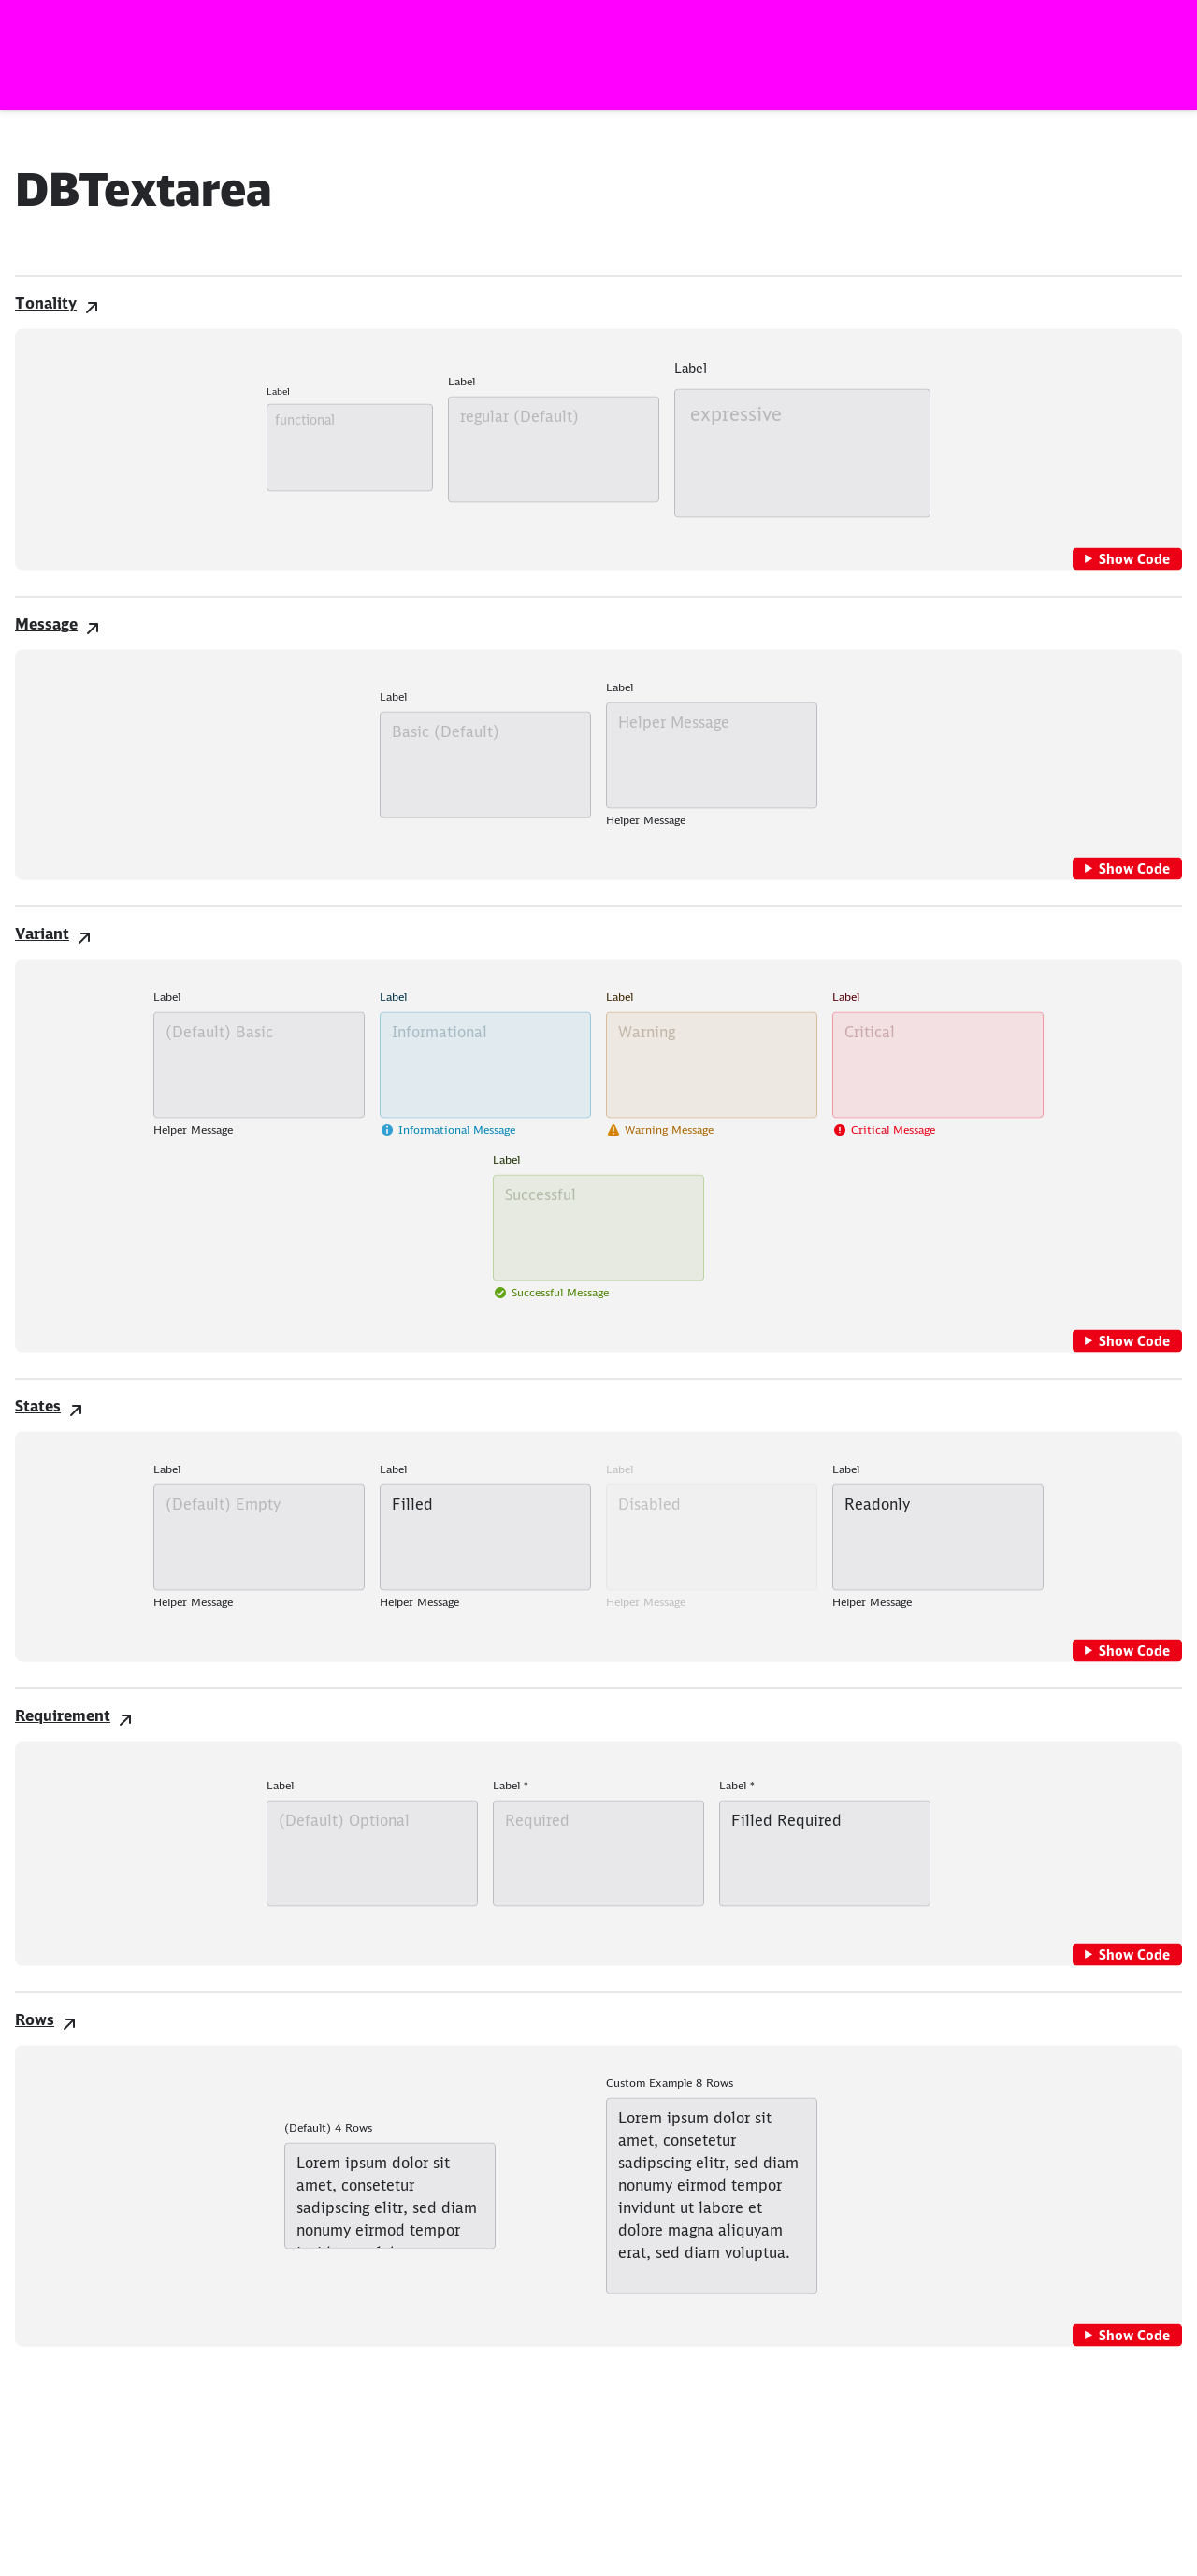 DBTextarea
Tonality
Label
functional
Label
regular (Default)
Label
expressive
Show Code
Message
Label
Basic (Default)
Label
Helper Message
Helper Message
Show Code
Variant
Label
(Default) Basic
Helper Message
Label
Informational
Informational Message
Label
Warning
Warning Message
Label
Critical
Critical Message
Label
Successful
Successful Message
Show Code
States
Label
(Default) Empty
Helper Message
Label
Filled
Helper Message
Label
Disabled
Helper Message
Label
Readonly
Helper Message
Show Code
Requirement
Label
(Default) Optional
Label *
Required
Label *
Filled Required
Show Code
Rows
(Default) 4 Rows
Lorem ipsum dolor sit
amet, consetetur
sadipscing elitr, sed diam
nonumy eirmod tempor
Custom Example 8 Rows
Lorem ipsum dolor sit
amet, consetetur
sadipscing elitr, sed diam
nonumy eirmod tempor
invidunt ut labore et
dolore magna aliquyam
erat, sed diam voluptua.
Show Code